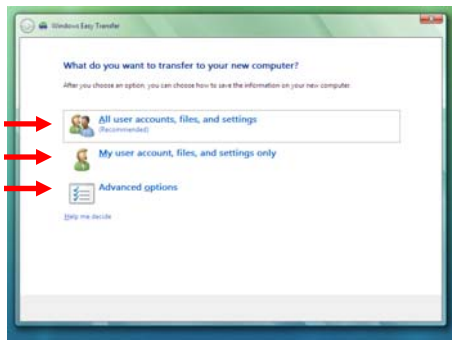 Windows Easy Transfer
What do you want to transfer to your new computer?
After you choose an option, you can choose how to save the information on your new computer.
All user accounts, files, and settings
(Recommended)
My user account, files, and settings only
Advanced options
Help me decide